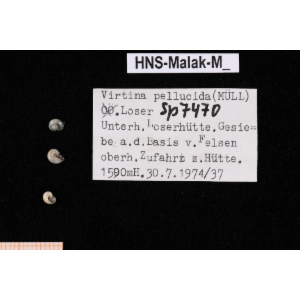 HNS-Malak-M_
Virtina pellucida(MÜLL)
OÖ.Loser Sp7470
Unterh.Loserhütte.Gesie=
be a.d.Basis v.Felsen
oberh.Zufahrt z.Hütte.
1590mH.30.7.1974/37